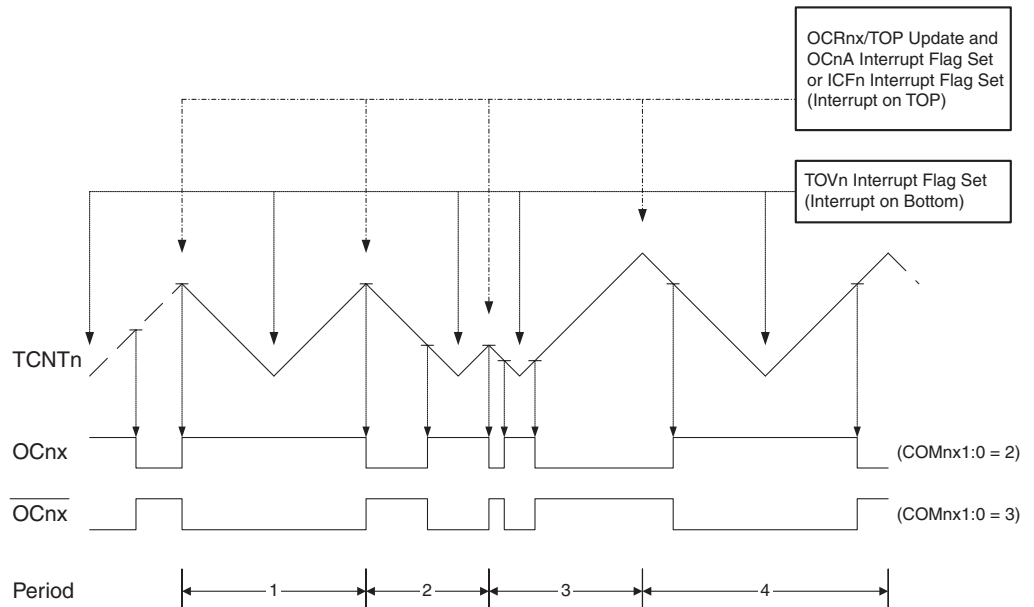 OCRnx/TOP Update and
OCnA Interrupt Flag Set
or ICFn Interrupt Flag Set
(Interrupt on TOP)
TOVn Interrupt Flag Set
(Interrupt on Bottom)
TCNTn
OCnx
(COMnx1:0 = 2)
OCnx
(COMnx1:0 = 3)
Period
1
2
3
4